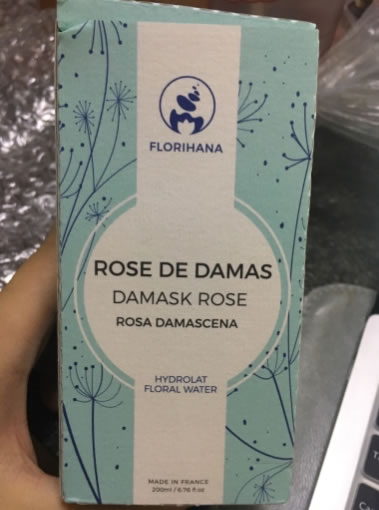 FLORIHANA
ROSE DE DAMAS
DAMASK ROSE
ROSA DAMASCENA
HYDROLAT
FLORAL WATER
MADE IN FRANCE
200ml / 6.76 fl.oz